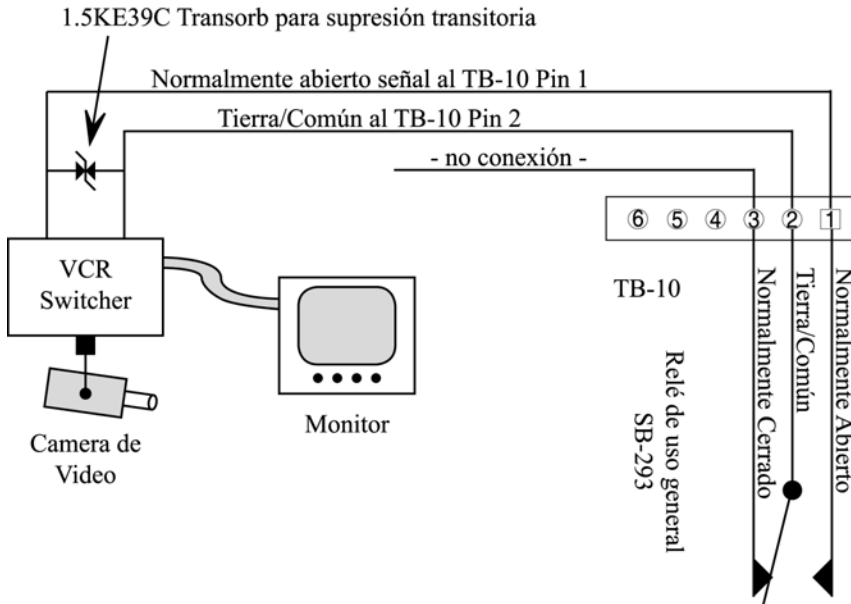 1.5KE39C Transorb para supresión transitoria
Normalmente abierto señal al TB-10 Pin 1
Tierra/Común al TB-10 Pin 2
- no conexión -
6 5 4 3 2 1
VCR
Switcher
TB-10
Normalmente Cerrado
Tierra/Común
Normalmente Abierto
Relé de uso general
SB-293
Monitor
Camera de
Video